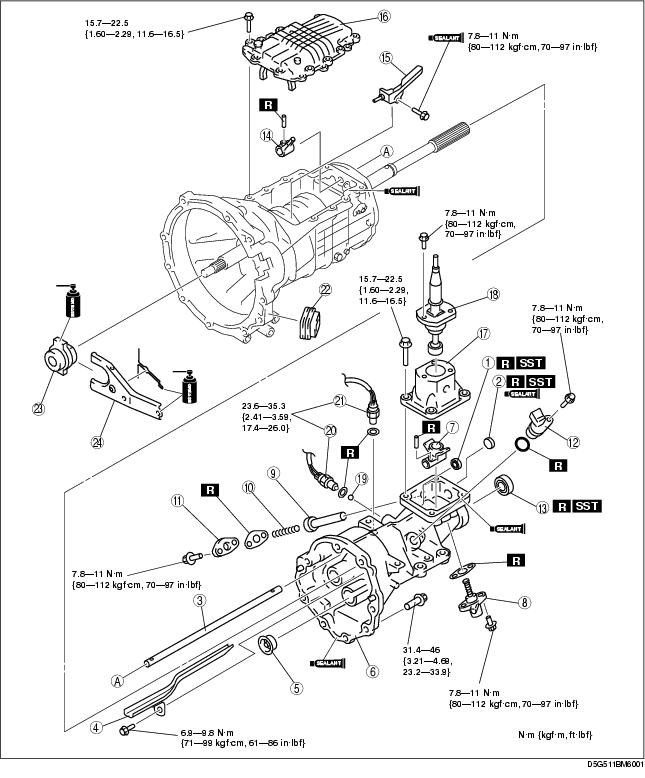 15.7—22.5
{1.60—2.29, 11.6—16.5}
16
SEALANT
7.8—11 N·m
{80—112 kgf·cm, 70—97 in·lbf}
15
R
14
A
SEALANT
7.8—11 N·m
{80—112 kgf·cm,
70—97 in·lbf}
15.7—22.5
{1.60—2.29,
11.6—16.5}
22
18
7.8—11 N·m
{80—112 kgf·cm,
70—97 in·lbf}
17
1 R SST
2 R SST
SEALANT
23
24
23.6—35.3
{2.41—3.59,
17.4—26.0}
21
20
R
R
7
12
R
19
9
10
R
11
13 R SST
SEALANT
7.8—11 N·m
{80—112 kgf·cm, 70—97 in·lbf}
R
3
8
31.4—46
{3.21—4.69,
23.2—33.9}
A
5
SEALANT
6
7.8—11 N·m
{80—112 kgf·cm, 70—97 in·lbf}
4
6.9—9.8 N·m
{71—99 kgf·cm, 61—86 in·lbf}
N·m {kgf·m, ft·lbf}
D5G511BM6001